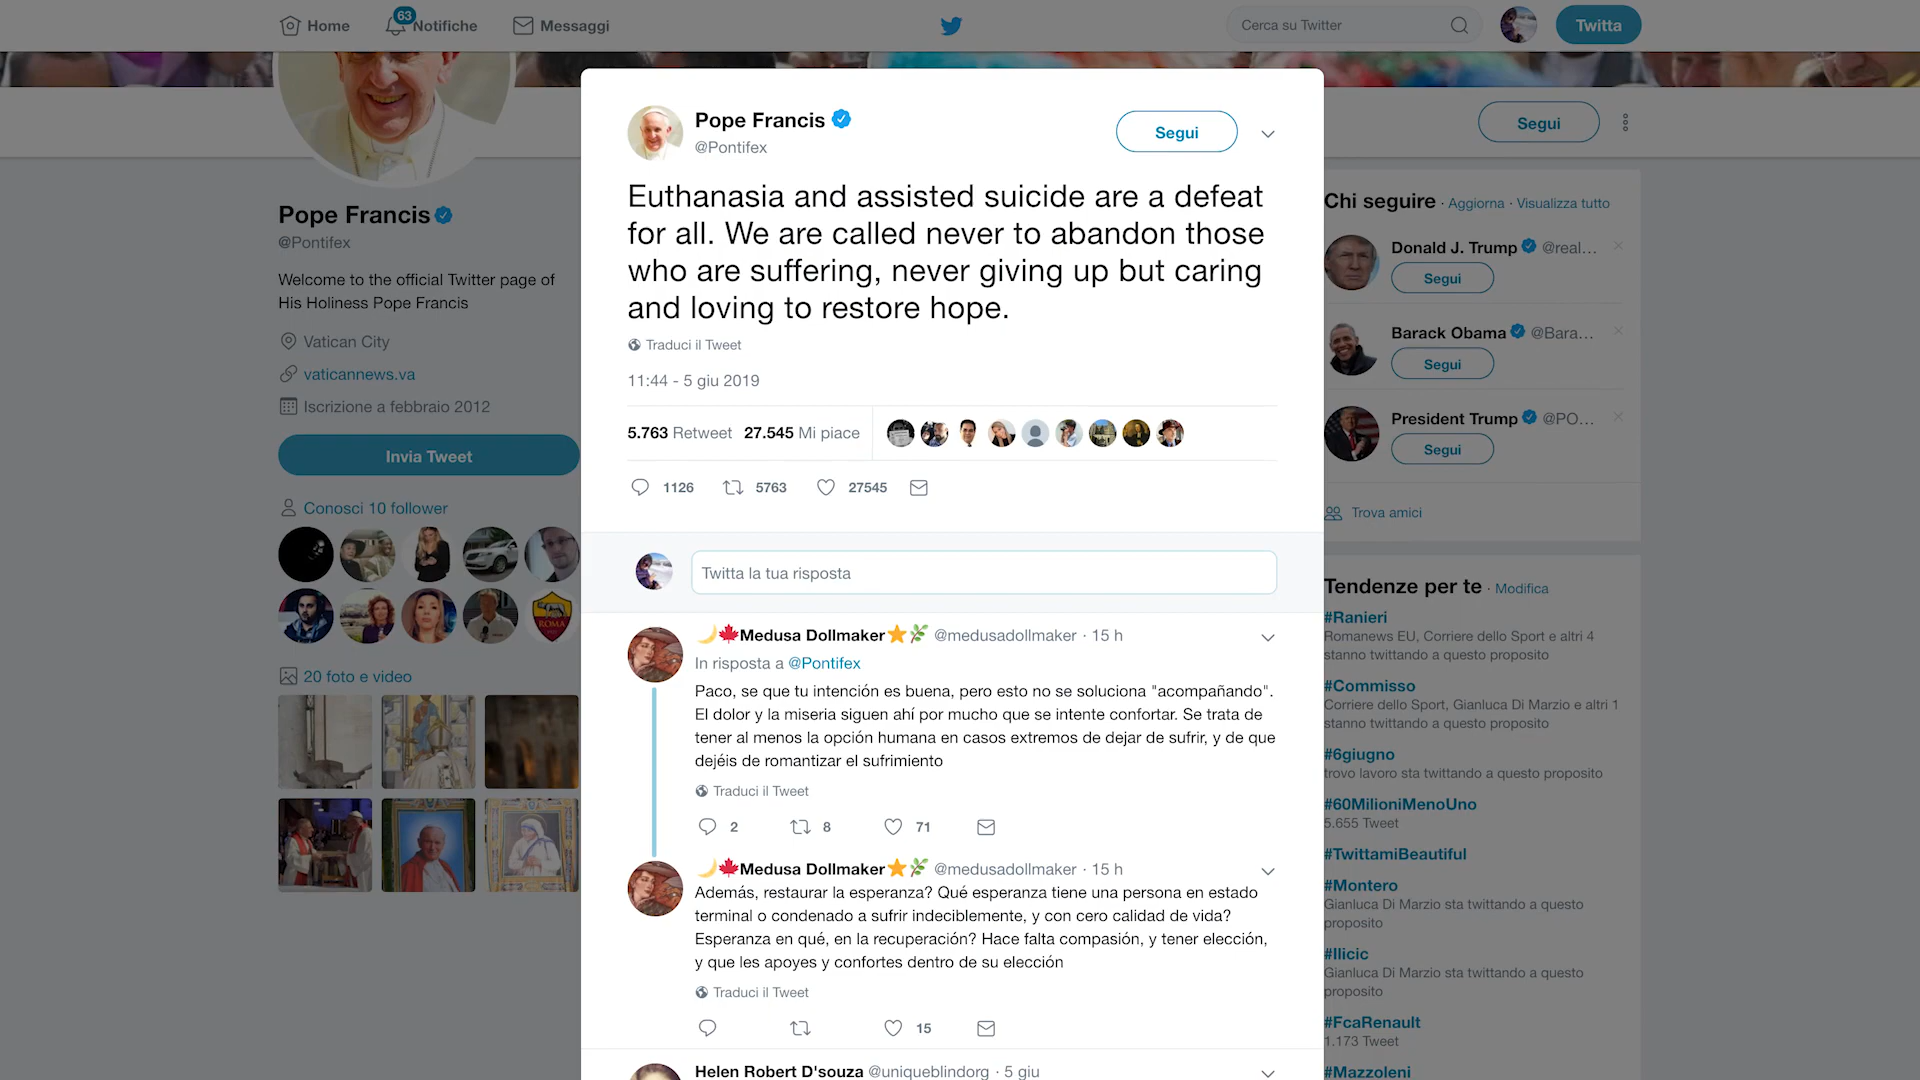 Home
63
Notifiche
Messaggi
Cerca su Twitter
Twitta
Segui
Pope Francis
@Pontifex
Welcome to the official Twitter page of
His Holiness Pope Francis
Vatican City
vaticannews.va
Iscrizione a febbraio 2012
Invia Tweet
Conosci 10 follower
ROMA
20 foto e video
Pope Francis
@Pontifex
Segui
Euthanasia and assisted suicide are a defeat
for all. We are called never to abandon those
who are suffering, never giving up but caring
and loving to restore hope.
Traduci il Tweet
11:44 - 5 giu 2019
5.763 Retweet 27.545 Mi piace
1126 5763 27545
Twitta la tua risposta
Medusa Dollmaker @medusadollmaker · 15 h
In risposta a @Pontifex
Paco, se que tu intención es buena, pero esto no se soluciona "acompañando".
El dolor y la miseria siguen ahí por mucho que se intente confortar. Se trata de
tener al menos la opción humana en casos extremos de dejar de sufrir, y de que
dejéis de romantizar el sufrimiento
Traduci il Tweet
2 8 71
Medusa Dollmaker @medusadollmaker · 15 h
Además, restaurar la esperanza? Qué esperanza tiene una persona en estado
terminal o condenado a sufrir indeciblemente, y con cero calidad de vida?
Esperanza en qué, en la recuperación? Hace falta compasión, y tener elección,
y que les apoyes y confortes dentro de su elección
Traduci il Tweet
15
Helen Robert D'souza @uniqueblindorg · 5 giu
Chi seguire · Aggiorna · Visualizza tutto
Donald J. Trump @real...
Segui
Barack Obama @Bara...
Segui
President Trump @PO...
Segui
Trova amici
Tendenze per te · Modifica
#Ranieri
Romanews EU, Corriere dello Sport e altri 4
stanno twittando a questo proposito
#Commisso
Corriere dello Sport, Gianluca Di Marzio e altri 1
stanno twittando a questo proposito
#6giugno
trovo lavoro sta twittando a questo proposito
#60MilioniMenoUno
5.655 Tweet
#TwittamiBeautiful
#Montero
Gianluca Di Marzio sta twittando a questo
proposito
#Ilicic
Gianluca Di Marzio sta twittando a questo
proposito
#FcaRenault
1.173 Tweet
#Mazzoleni